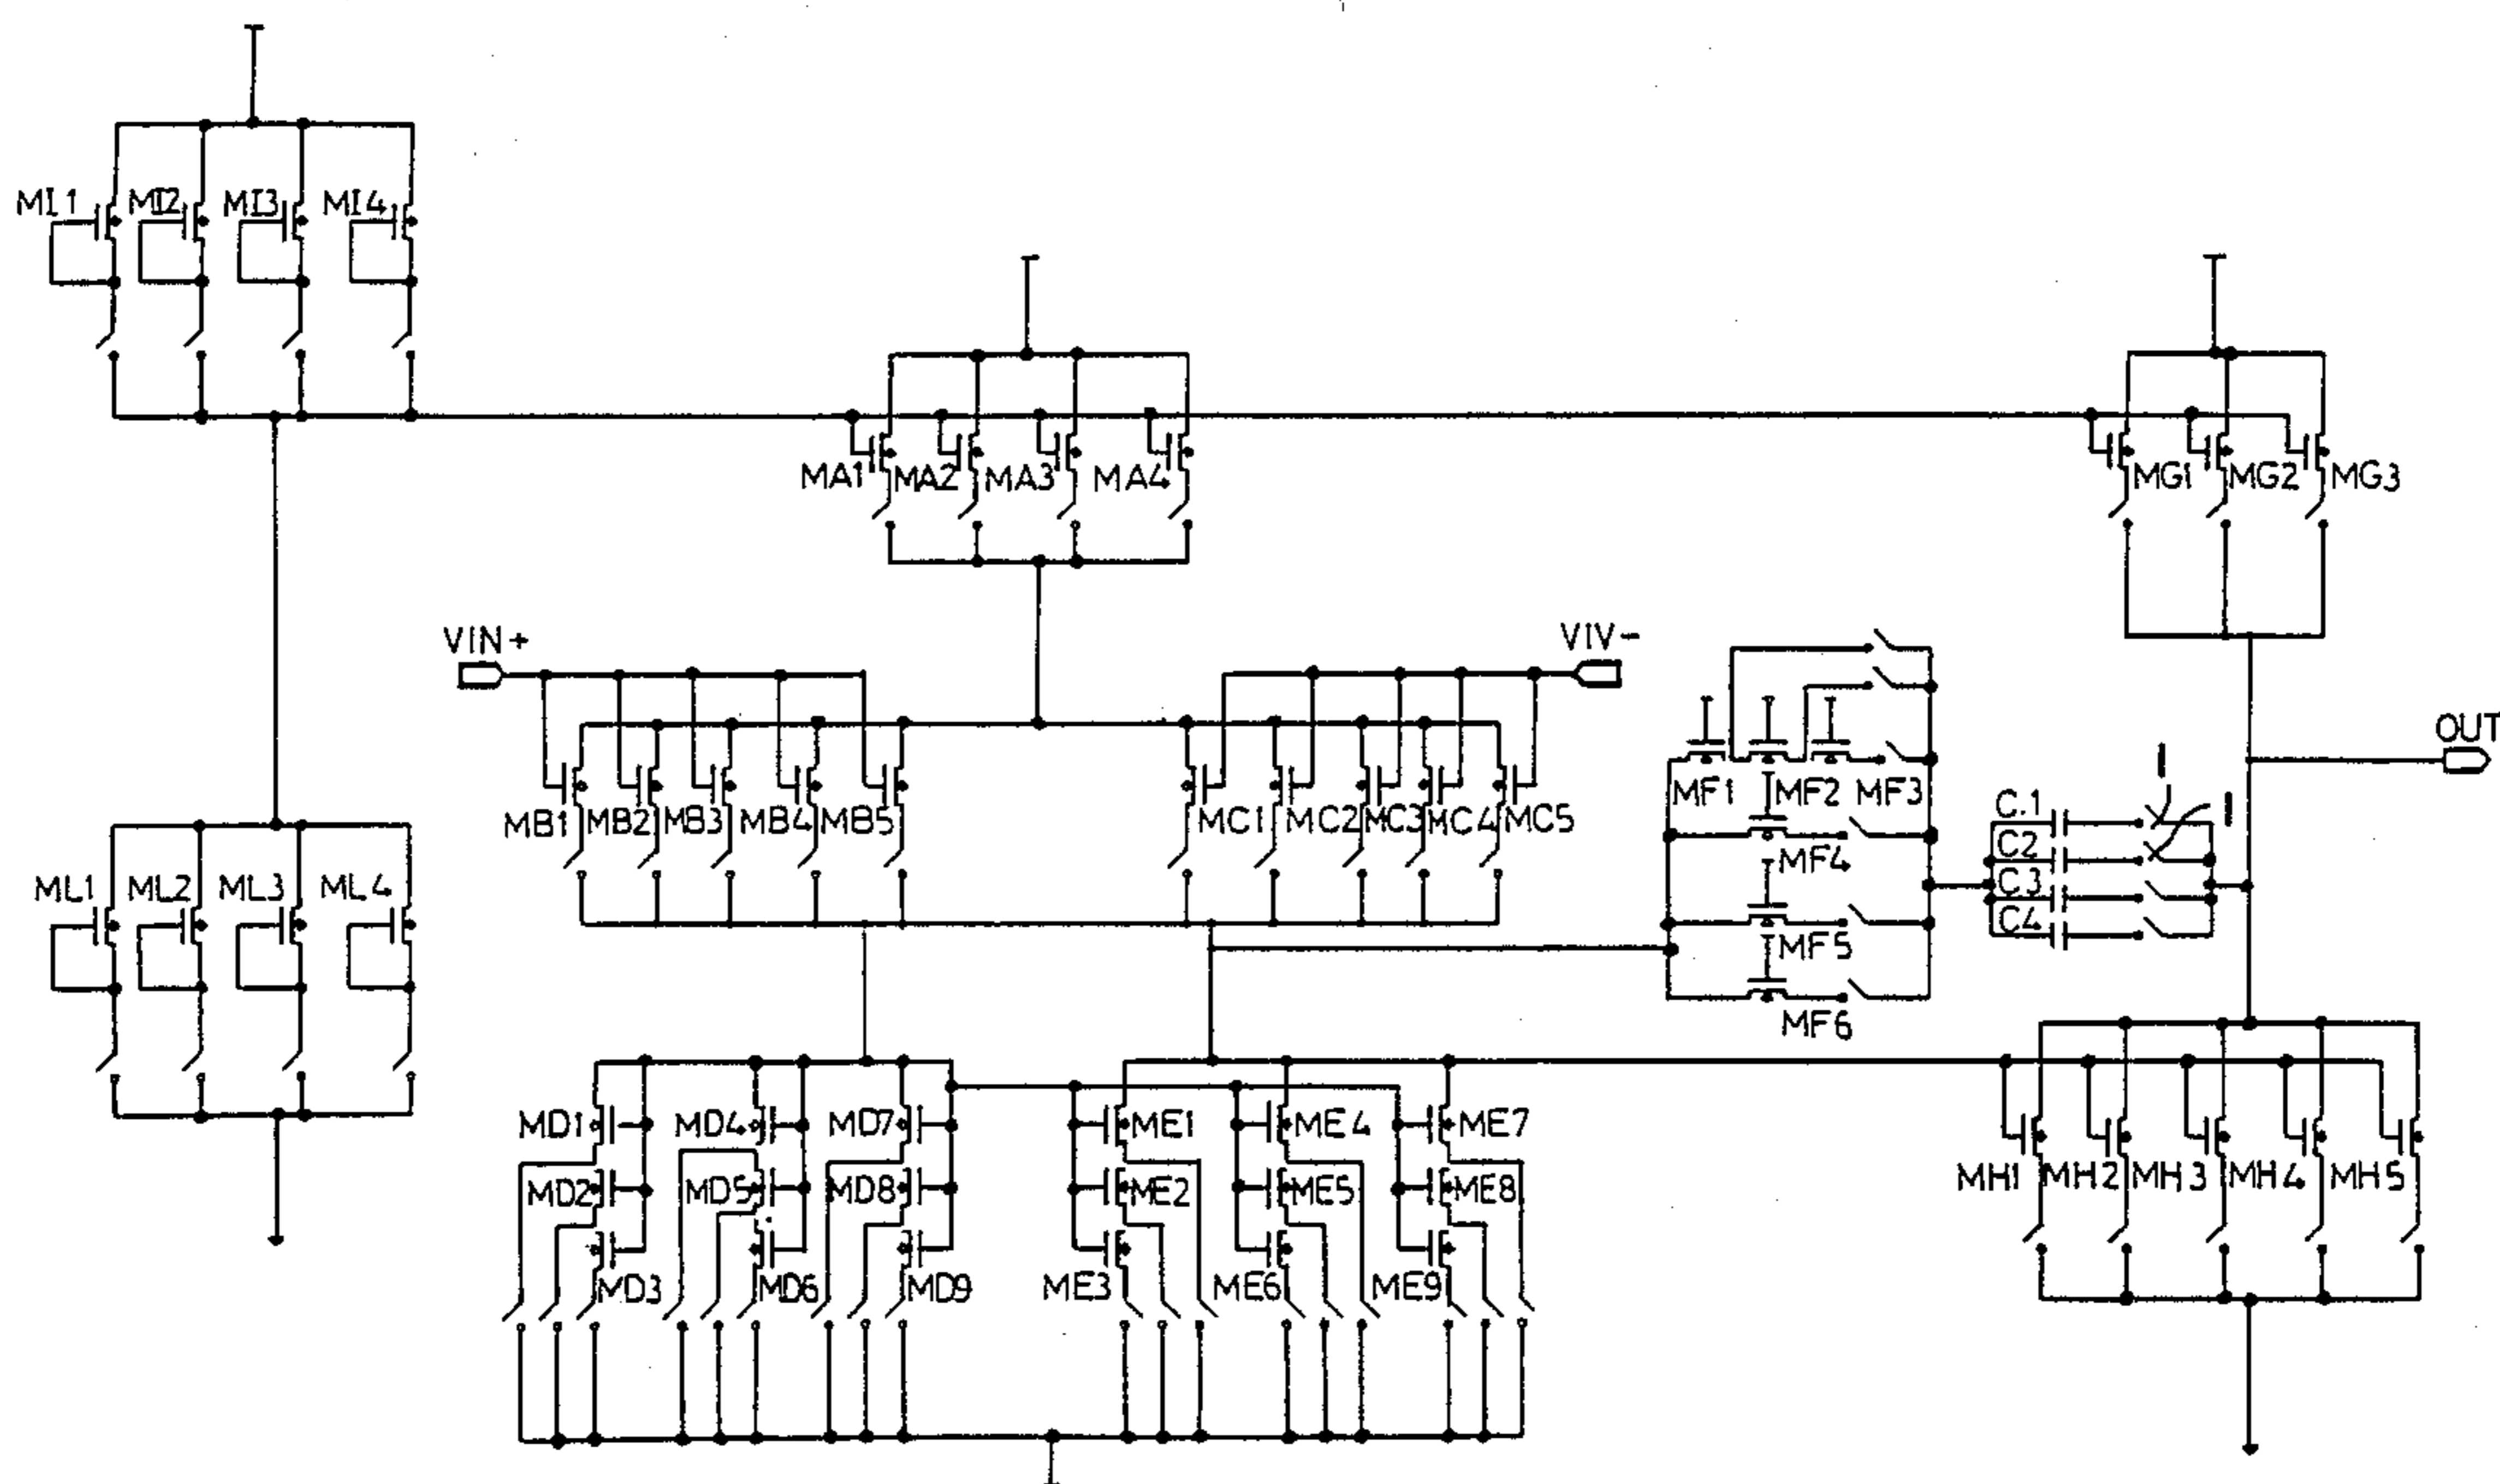 MI1 MI2 MI3 MI4
MA1 MA2 MA3 MA4
MG1 MG2 MG3
VIN+
VIV-
OUT
MF1 MF2 MF3
MB1 MB2 MB3 MB4 MB5
MC1 MC2 MC3 MC4 MC5
C.1
C2
C3
C4
MF4
MF5
MF6
ML1 ML2 ML3 ML4
MD1 MD4 MD7 ME1 ME4 ME7
MD2 MD5 MD8 ME2 ME5 ME8
MH1 MH2 MH3 MH4 MH5
MD3 MD6 MD9 ME3 ME6 ME9